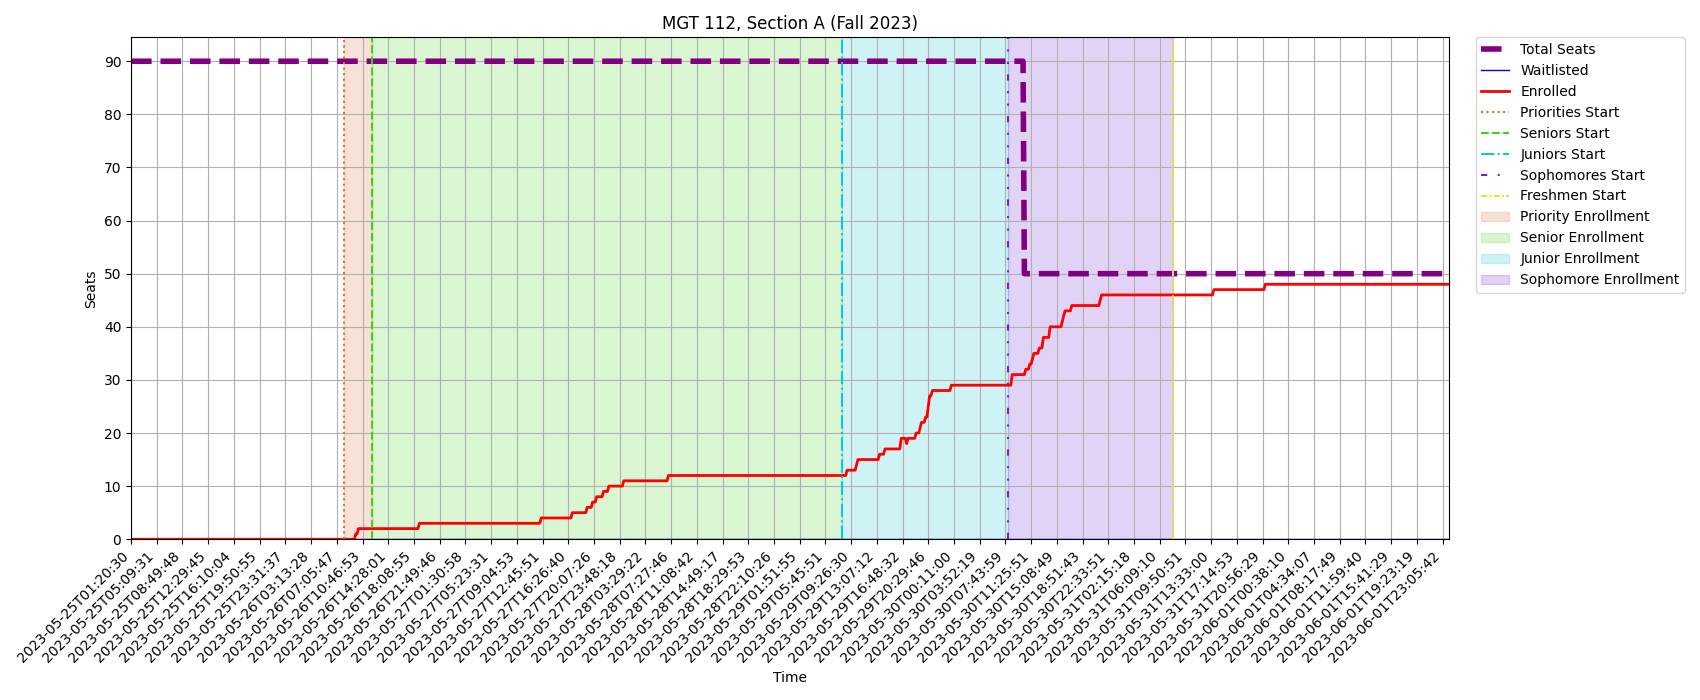 MGT 112, Section A (Fall 2023)
Seats
90
80
70
60
50
40
30
20
10
0
2023-05-25T01:20:30
2023-05-25T05:09:31
2023-05-25T08:49:48
2023-05-25T12:29:45
2023-05-25T16:10:04
2023-05-25T19:50:55
2023-05-25T23:31:37
2023-05-26T03:13:28
2023-05-26T07:05:47
2023-05-26T10:46:53
2023-05-26T14:28:01
2023-05-26T18:08:55
2023-05-26T21:49:46
2023-05-27T01:30:58
2023-05-27T05:23:31
2023-05-27T09:04:53
2023-05-27T12:45:51
2023-05-27T16:26:40
2023-05-27T20:07:26
2023-05-27T23:48:18
2023-05-28T03:29:22
2023-05-28T07:27:46
2023-05-28T11:08:42
2023-05-28T14:49:17
2023-05-28T18:29:53
2023-05-28T22:10:26
2023-05-29T01:51:55
2023-05-29T05:45:51
2023-05-29T09:26:30
2023-05-29T13:07:12
2023-05-29T16:48:32
2023-05-29T20:29:46
2023-05-30T00:11:00
2023-05-30T03:52:19
2023-05-30T07:43:59
2023-05-30T11:25:51
2023-05-30T15:08:49
2023-05-30T18:51:43
2023-05-30T22:33:51
2023-05-31T02:15:18
2023-05-31T06:09:10
2023-05-31T09:50:51
2023-05-31T13:33:00
2023-05-31T17:14:53
2023-05-31T20:56:29
2023-06-01T00:38:10
2023-06-01T04:34:07
2023-06-01T08:17:49
2023-06-01T11:59:40
2023-06-01T15:41:29
2023-06-01T19:23:19
2023-06-01T23:05:42
Time
Total Seats
Waitlisted
Enrolled
Priorities Start
Seniors Start
Juniors Start
Sophomores Start
Freshmen Start
Priority Enrollment
Senior Enrollment
Junior Enrollment
Sophomore Enrollment